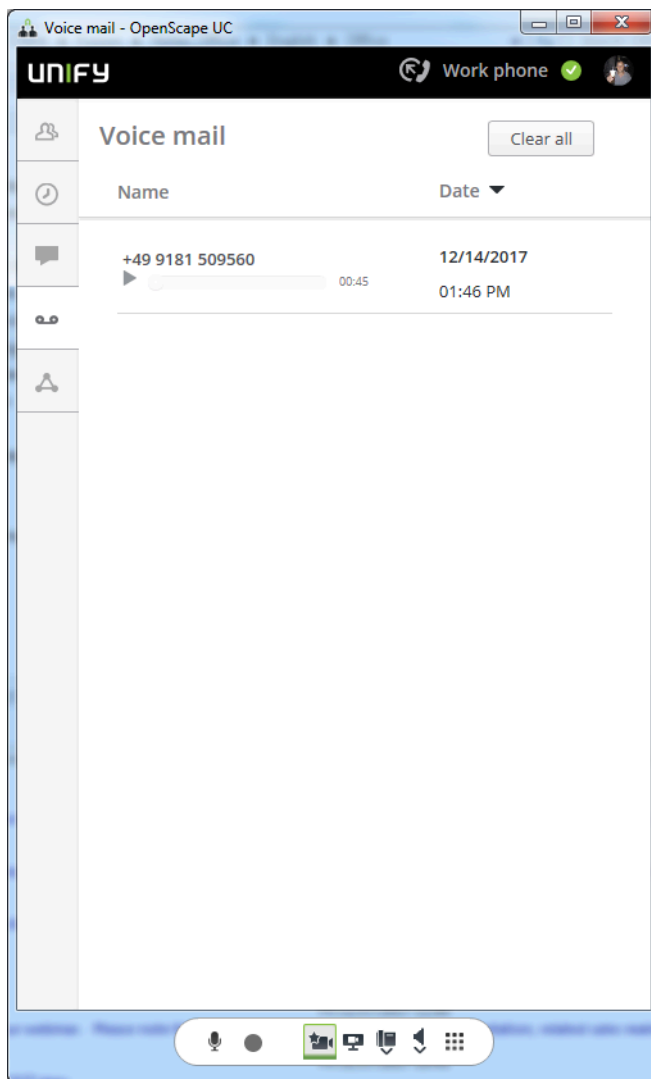 Voice mail - OpenScape UC
UNIFY
Work phone
Voice mail
Clear all
Name
Date
+49 9181 509560
12/14/2017
00:45
01:46 PM